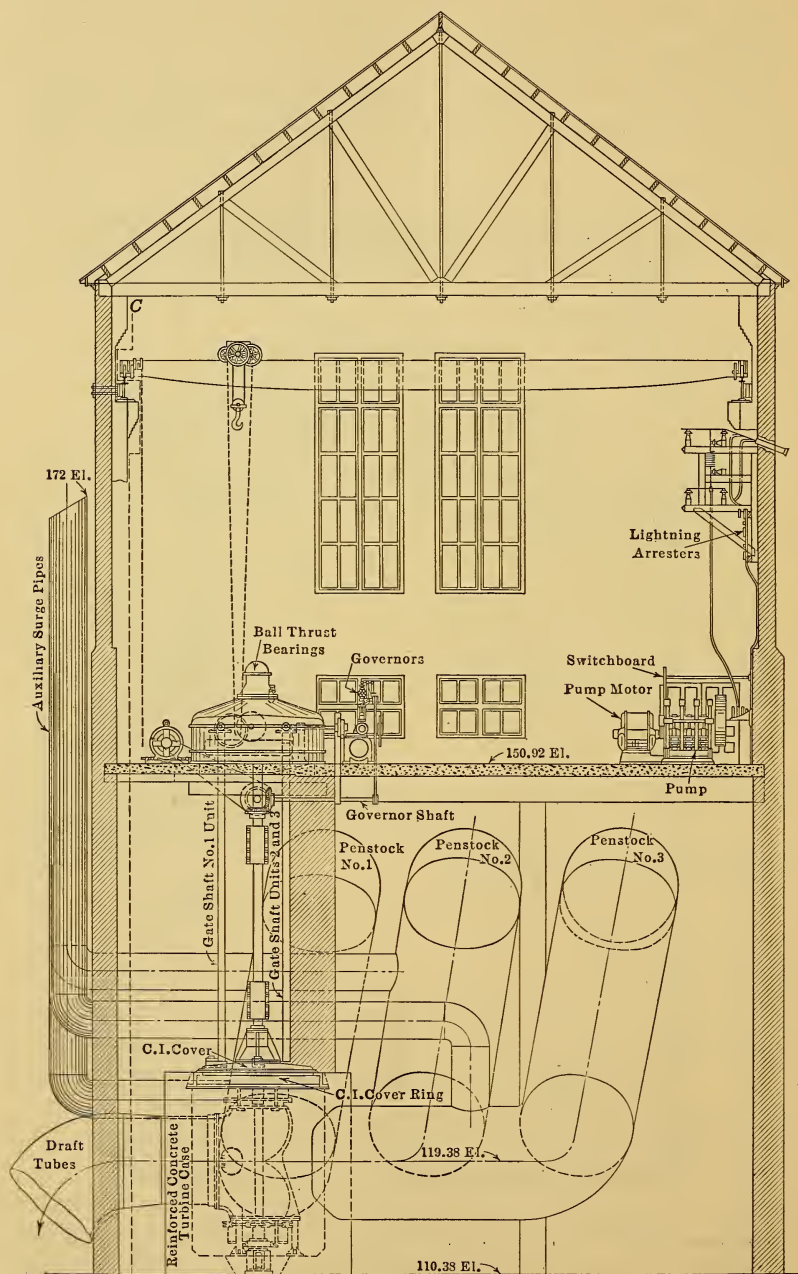 C
172 El.
Auxiliary Surge Pipes
Lightning
Arresters
Ball Thrust
Bearings
Governors
Switchboard
Pump Motor
150.92 El.
Pump
Governor Shaft
Gate Shaft No.1 Unit
Gate Shaft Units 2 and 3
Penstock
No.1
Penstock
No.2
Penstock
No.3
C.I.Cover
C.I.Cover Ring
Draft
Tubes
Reinforced Concrete
Turbine Case
119.38 El.
110.38 El.